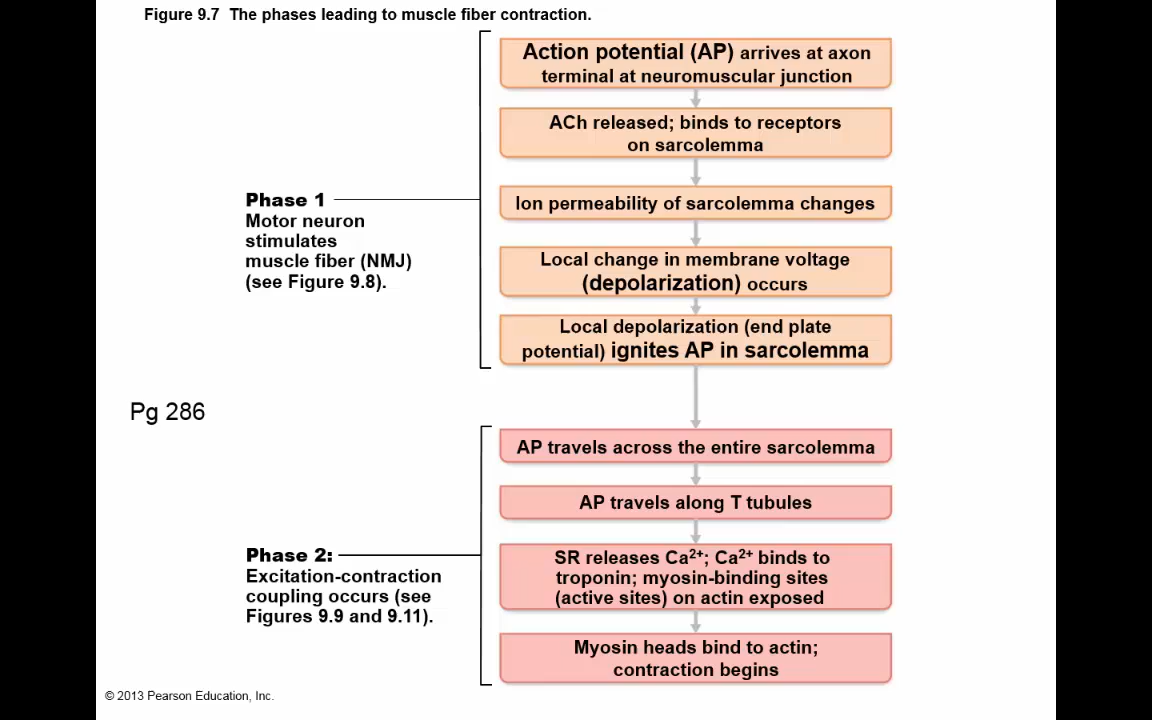 Figure 9.7 The phases leading to muscle fiber contraction.
Action potential (AP) arrives at axon
terminal at neuromuscular junction
ACh released; binds to receptors
on sarcolemma
Phase 1
Motor neuron
stimulates
muscle fiber (NMJ)
(see Figure 9.8).
Ion permeability of sarcolemma changes
Local change in membrane voltage
(depolarization) occurs
Local depolarization (end plate
potential) ignites AP in sarcolemma
Pg 286
AP travels across the entire sarcolemma
AP travels along T tubules
Phase 2:
Excitation-contraction
coupling occurs (see
Figures 9.9 and 9.11).
SR releases Ca²⁺; Ca²⁺ binds to
troponin; myosin-binding sites
(active sites) on actin exposed
Myosin heads bind to actin;
contraction begins
© 2013 Pearson Education, Inc.